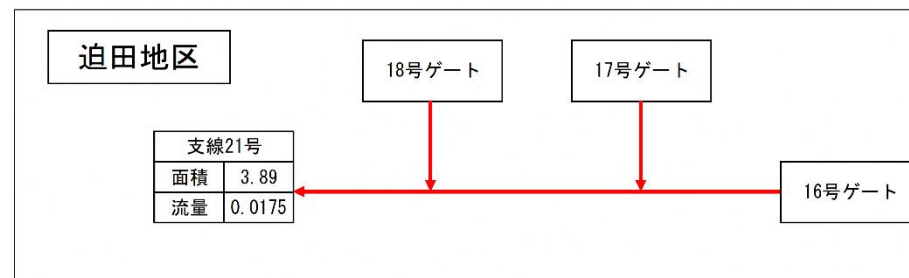 迫田地区
18号ゲート
17号ゲート
支線21号
面積 3.89
流量 0.0175
16号ゲート